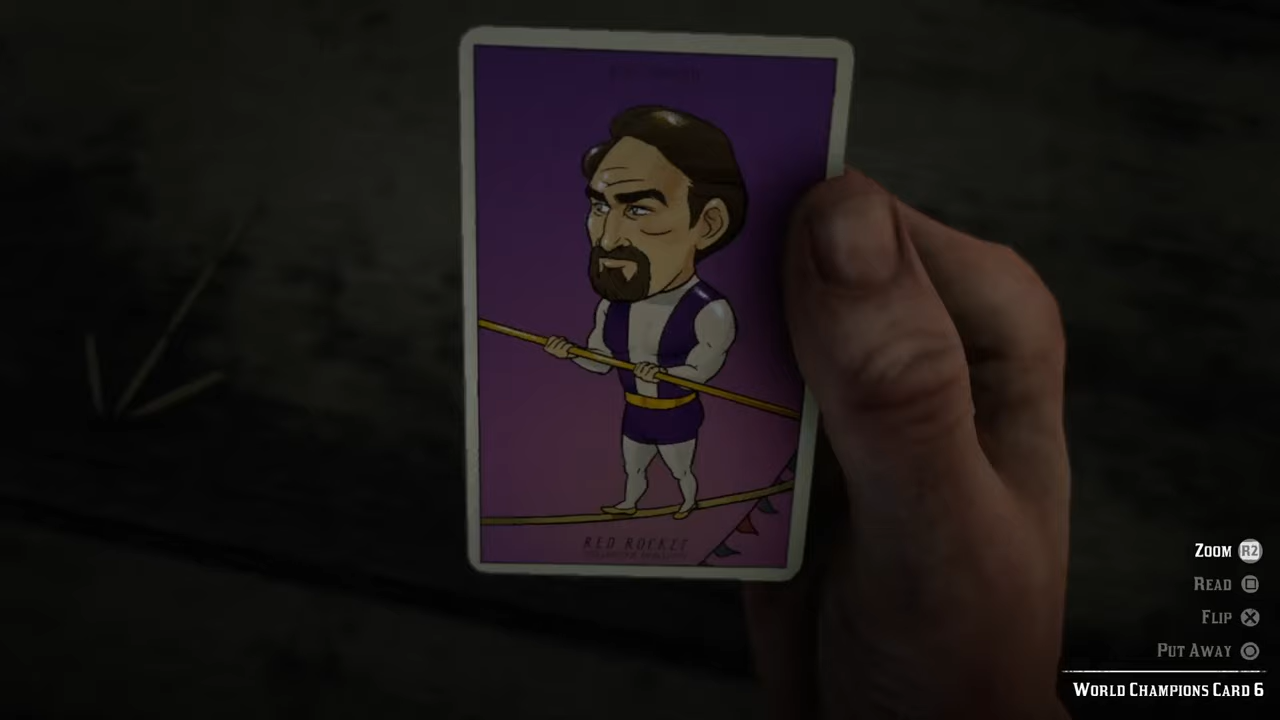 RED ROCKET
ZOOM R2
READ
FLIP
PUT AWAY
WORLD CHAMPIONS CARD 6